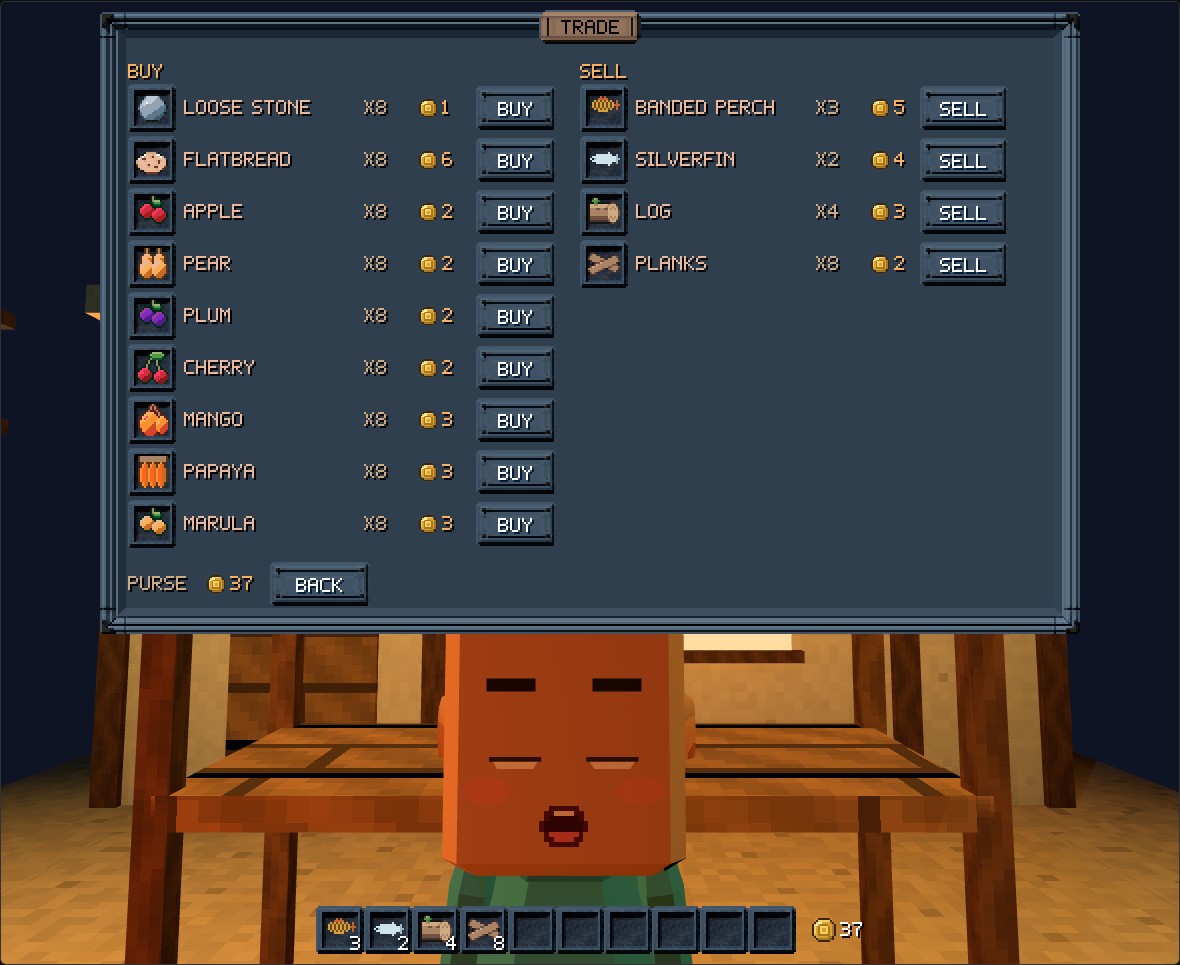 TRADE
BUY
LOOSE STONE X8 1 BUY
FLATBREAD X8 6 BUY
APPLE X8 2 BUY
PEAR X8 2 BUY
PLUM X8 2 BUY
CHERRY X8 2 BUY
MANGO X8 3 BUY
PAPAYA X8 3 BUY
MARULA X8 3 BUY
SELL
BANDED PERCH X3 5 SELL
SILVERFIN X2 4 SELL
LOG X4 3 SELL
PLANKS X8 2 SELL
PURSE 37 BACK
3 2 4 8 37